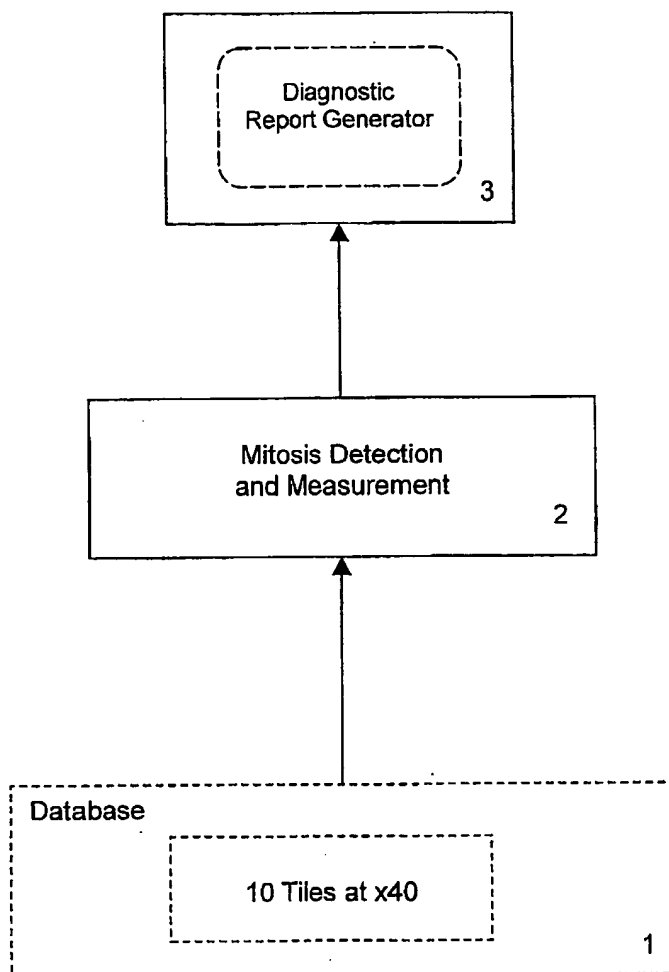 Diagnostic
Report Generator
3
Mitosis Detection
and Measurement
2
Database
10 Tiles at x40
1